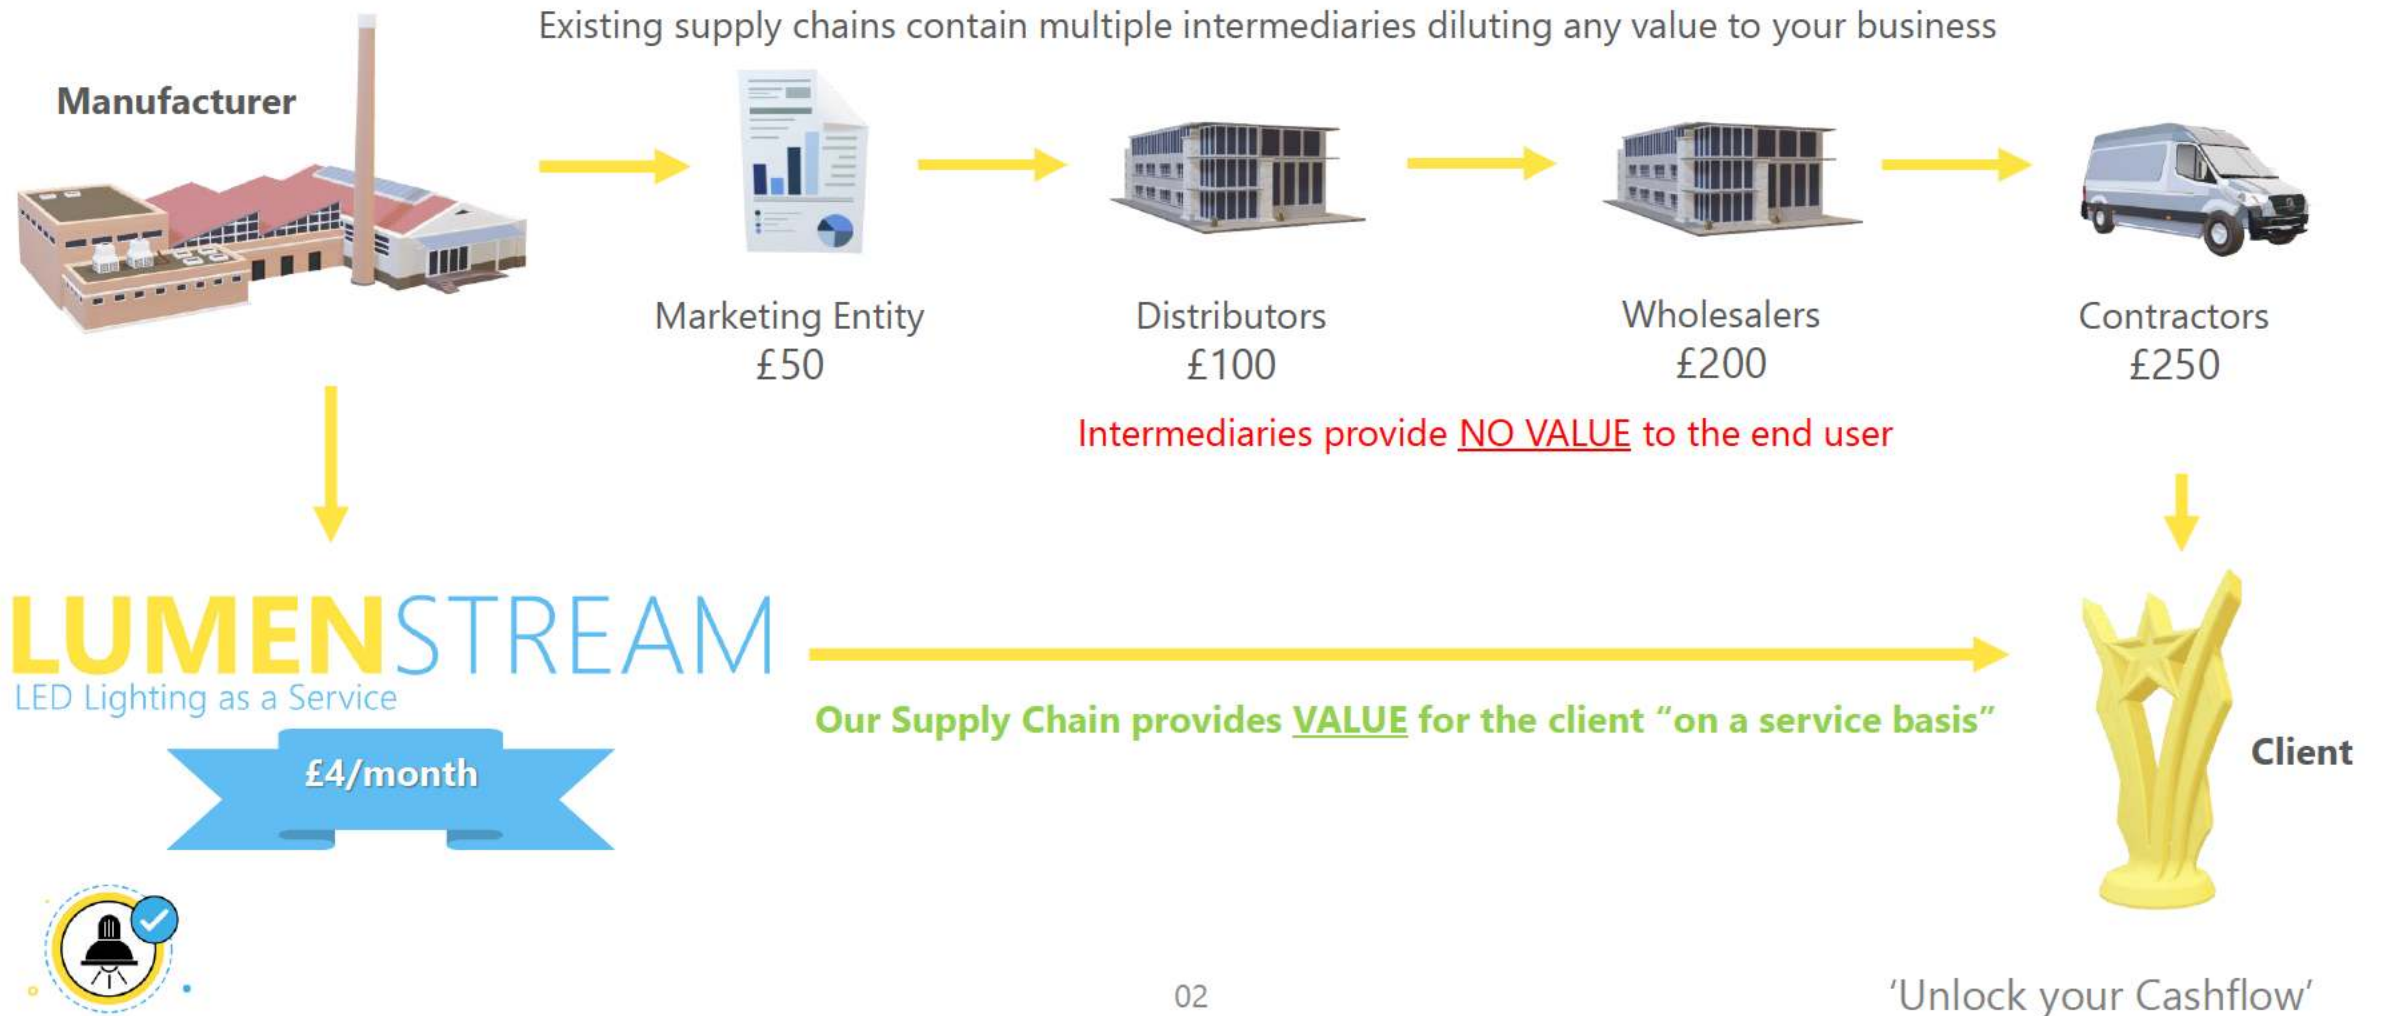 Existing supply chains contain multiple intermediaries diluting any value to your business
Manufacturer
Marketing Entity
£50
Distributors
£100
Wholesalers
£200
Contractors
£250
Intermediaries provide NO VALUE to the end user
LUMENSTREAM
LED Lighting as a Service
£4/month
Our Supply Chain provides VALUE for the client “on a service basis”
Client
02
‘Unlock your Cashflow’